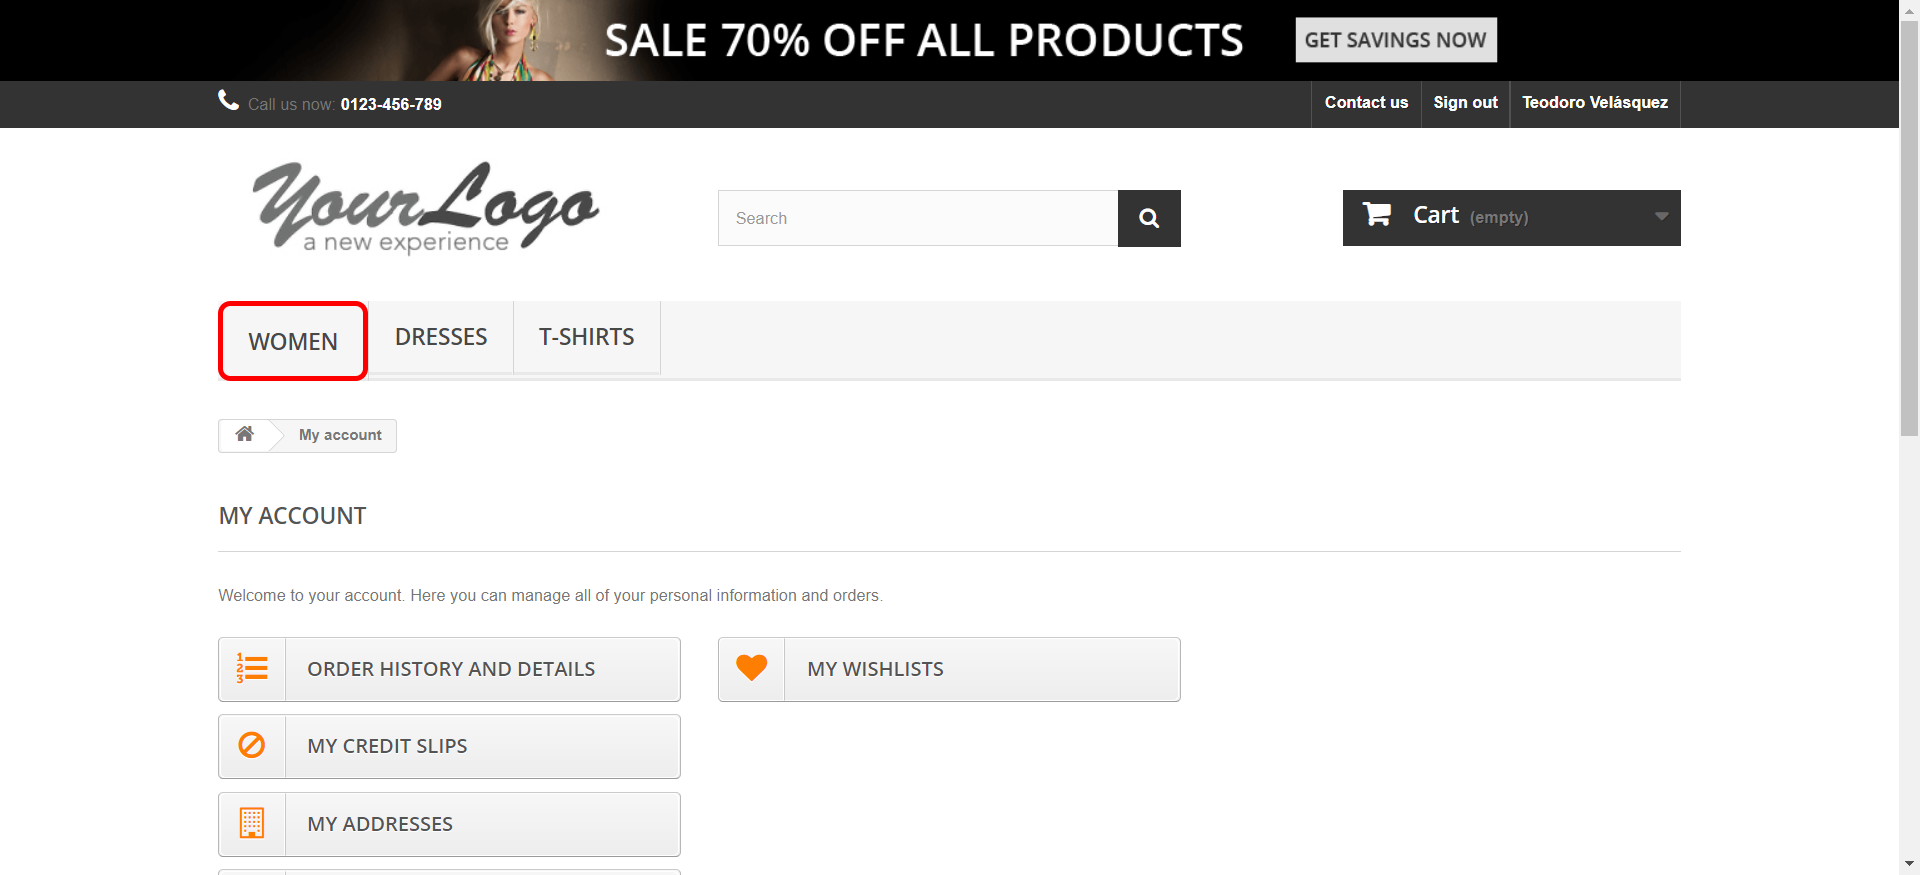 SALE 70% OFF ALL PRODUCTS
GET SAVINGS NOW
Call us now: 0123-456-789
Contact us
Sign out
Teodoro Velásquez
YourLogo
a new experience
Search
Cart (empty)
WOMEN
DRESSES
T-SHIRTS
My account
MY ACCOUNT
Welcome to your account. Here you can manage all of your personal information and orders.
1
2
3
ORDER HISTORY AND DETAILS
MY WISHLISTS
MY CREDIT SLIPS
MY ADDRESSES